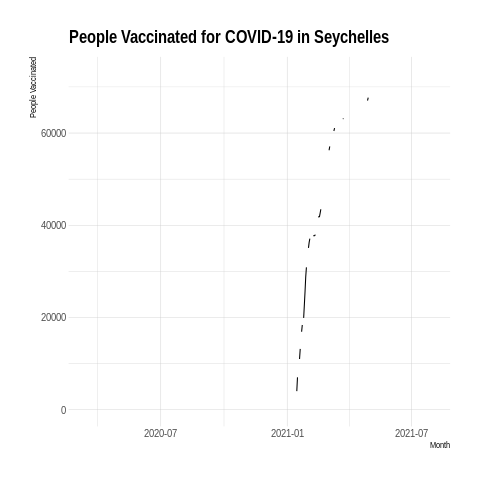 People Vaccinated for COVID-19 in Seychelles
People Vaccinated
60000
40000
20000
0
2020-07 2021-01 2021-07
Month